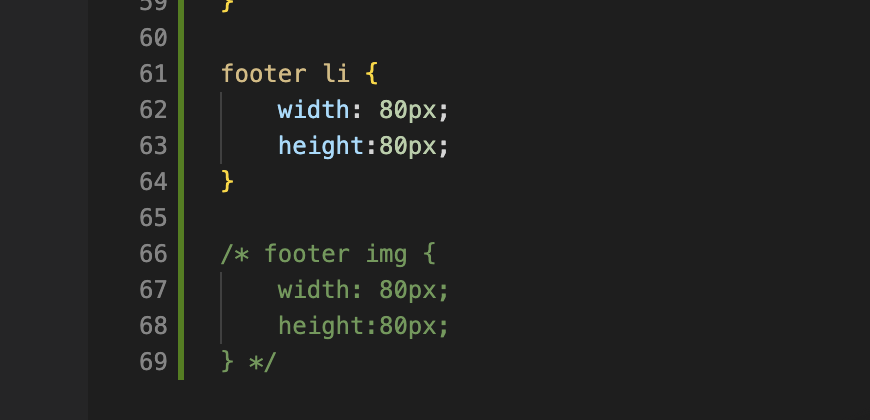 59 }
60
61 footer li {
62 width: 80px;
63 height:80px;
64 }
65
66 /* footer img {
67 width: 80px;
68 height:80px;
69 } */